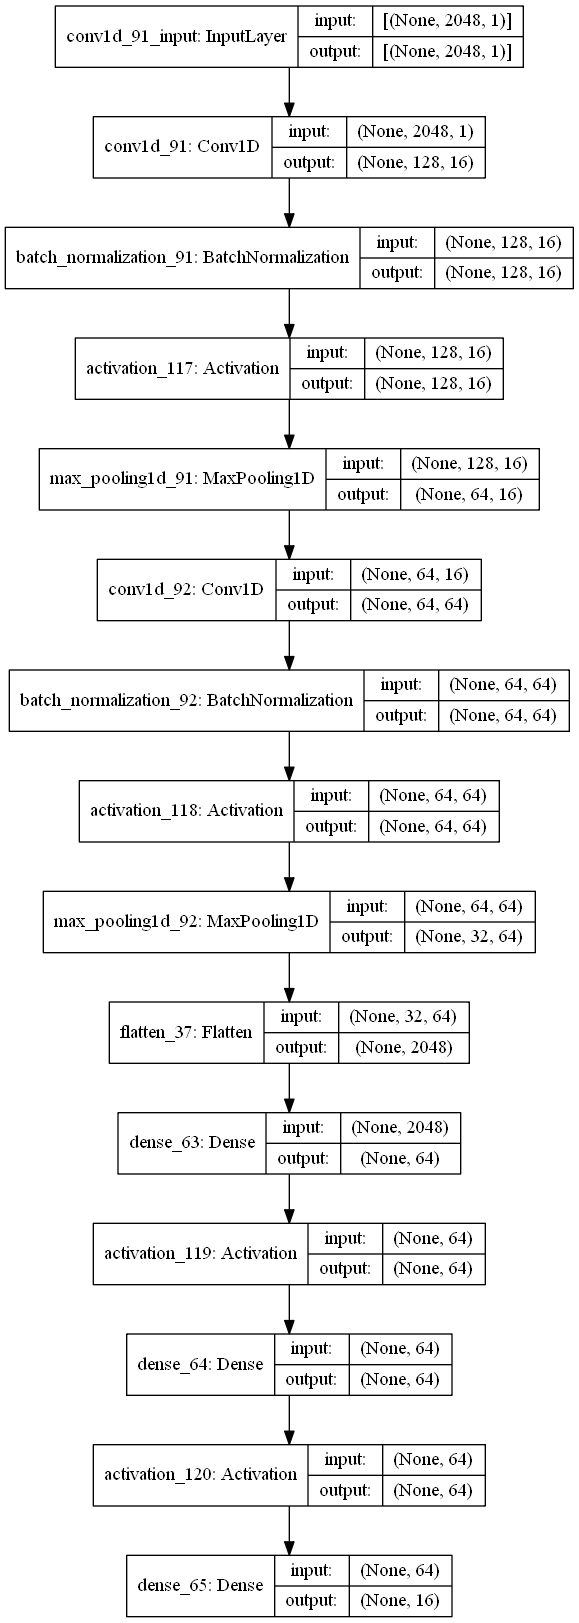 conv1d_91_input: InputLayer
input: [(None, 2048, 1)]
output: [(None, 2048, 1)]
conv1d_91: Conv1D
input: (None, 2048, 1)
output: (None, 128, 16)
batch_normalization_91: BatchNormalization
input: (None, 128, 16)
output: (None, 128, 16)
activation_117: Activation
input: (None, 128, 16)
output: (None, 128, 16)
max_pooling1d_91: MaxPooling1D
input: (None, 128, 16)
output: (None, 64, 16)
conv1d_92: Conv1D
input: (None, 64, 16)
output: (None, 64, 64)
batch_normalization_92: BatchNormalization
input: (None, 64, 64)
output: (None, 64, 64)
activation_118: Activation
input: (None, 64, 64)
output: (None, 64, 64)
max_pooling1d_92: MaxPooling1D
input: (None, 64, 64)
output: (None, 32, 64)
flatten_37: Flatten
input: (None, 32, 64)
output: (None, 2048)
dense_63: Dense
input: (None, 2048)
output: (None, 64)
activation_119: Activation
input: (None, 64)
output: (None, 64)
dense_64: Dense
input: (None, 64)
output: (None, 64)
activation_120: Activation
input: (None, 64)
output: (None, 64)
dense_65: Dense
input: (None, 64)
output: (None, 16)